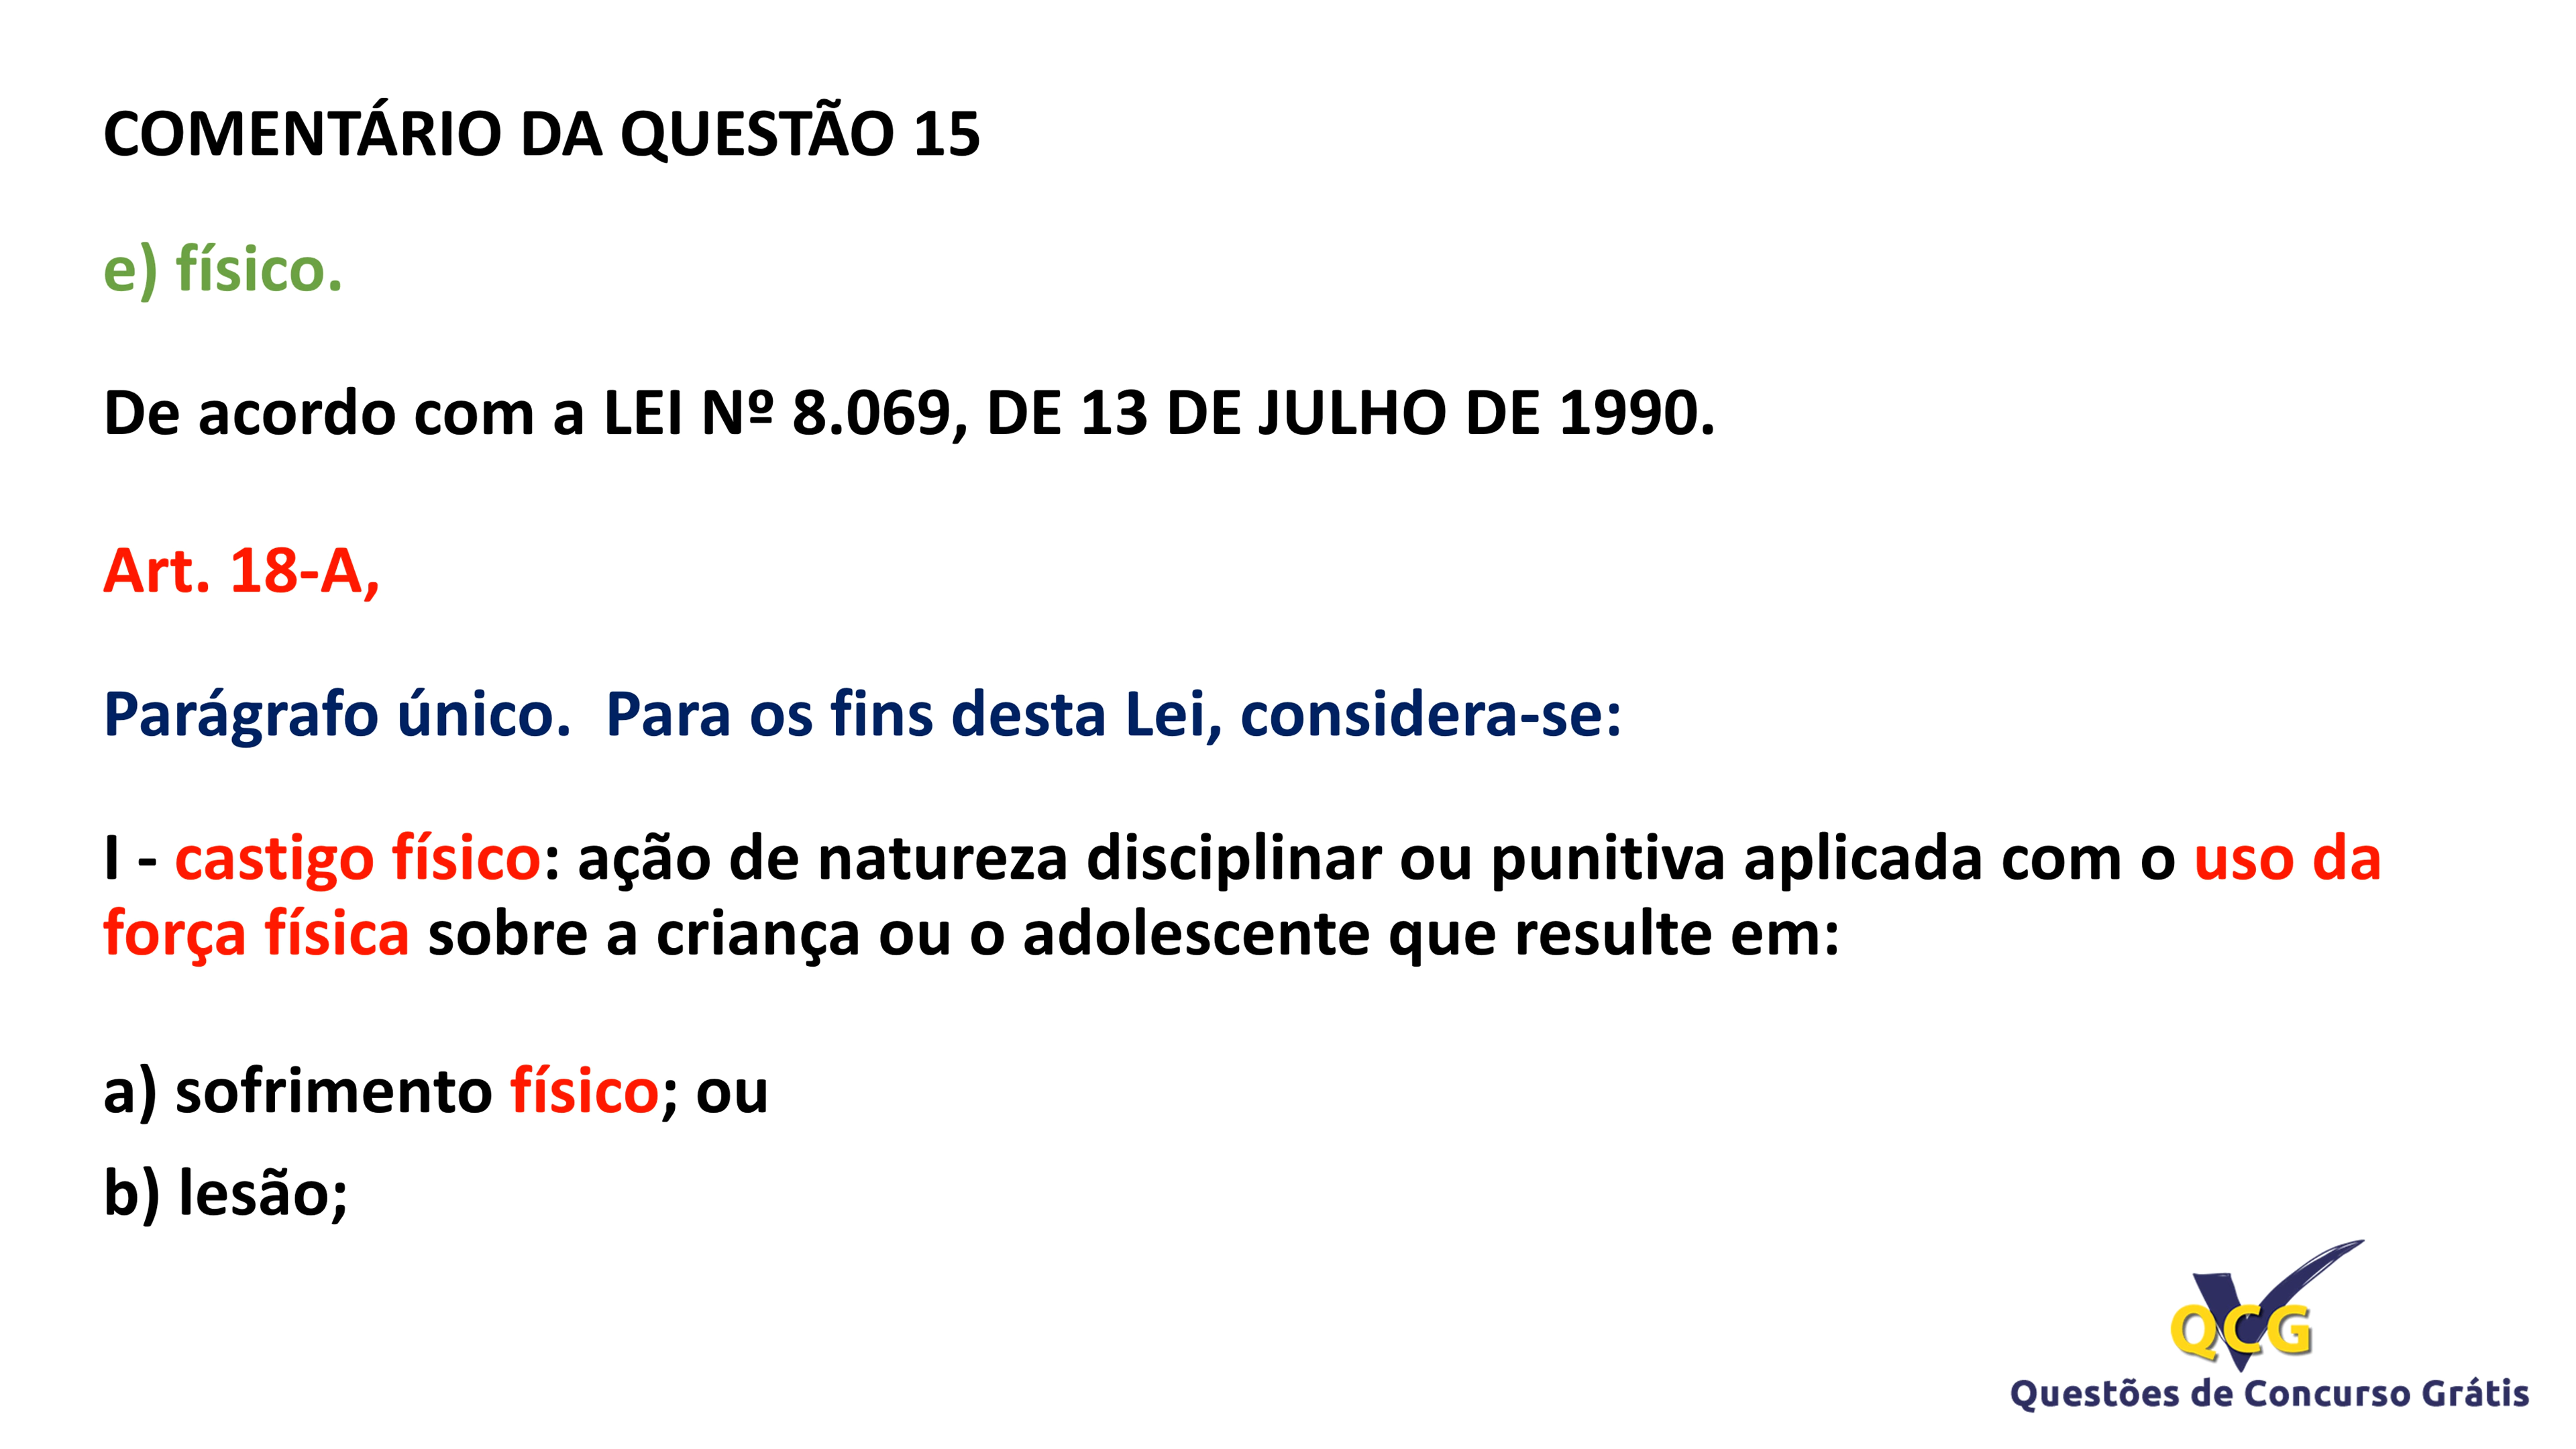 COMENTÁRIO DA QUESTÃO 15
e) físico.
De acordo com a LEI Nº 8.069, DE 13 DE JULHO DE 1990.
Art. 18-A,
Parágrafo único.  Para os fins desta Lei, considera-se:
I - castigo físico: ação de natureza disciplinar ou punitiva aplicada com o uso da
força física sobre a criança ou o adolescente que resulte em:
a) sofrimento físico; ou
b) lesão;
QCG
Questões de Concurso Grátis